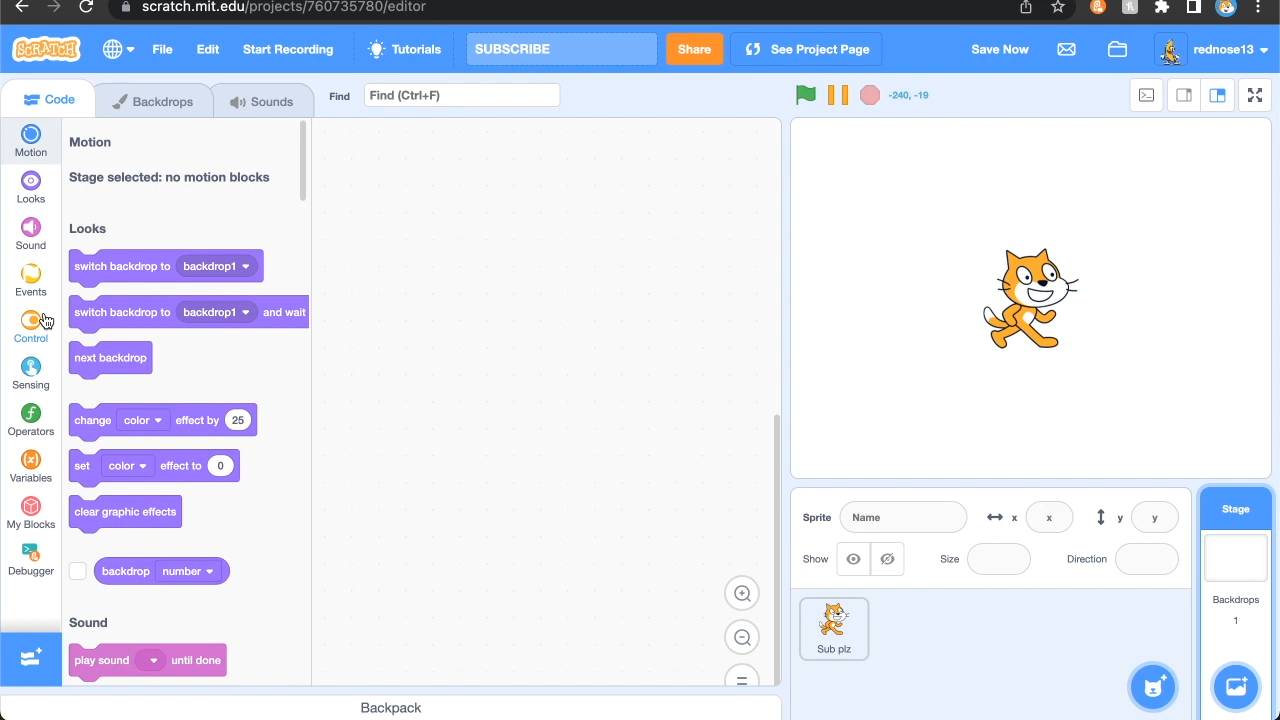 scratch.mit.edu/projects/760735780/editor
SCRATCH File Edit Start Recording Tutorials SUBSCRIBE Share See Project Page Save Now rednose13
Code Backdrops Sounds Find Find (Ctrl+F) -240, -19
Motion
Looks
Sound
Events
Control
Sensing
Operators
Variables
My Blocks
Debugger
Motion
Stage selected: no motion blocks
Looks
switch backdrop to backdrop1
switch backdrop to backdrop1 and wait
next backdrop
change color effect by 25
set color effect to 0
clear graphic effects
backdrop number
Sound
play sound until done
Backpack
Sprite Name x x y y
Show Size Direction
Sub plz
Stage
Backdrops
1